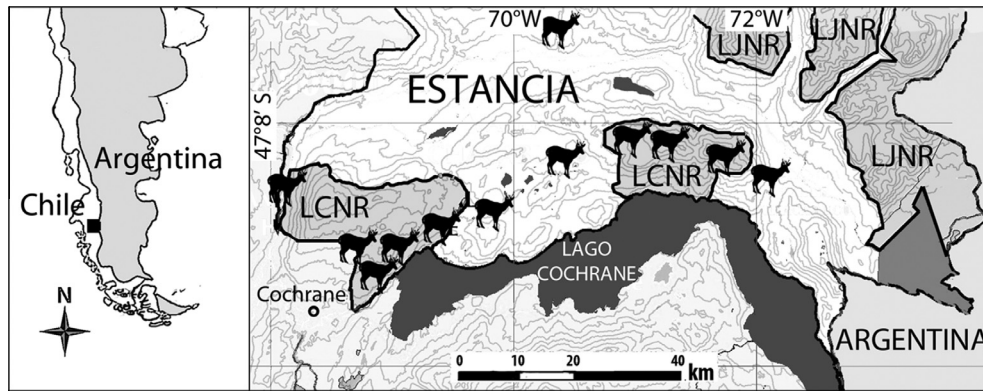 Argentina
Chile
N
70°W
72°W
47°8' S
ESTANCIA
LJNR
LJNR
LJNR
LCNR
LCNR
LAGO
COCHRANE
Cochrane
ARGENTINA
0 10 20 40 km